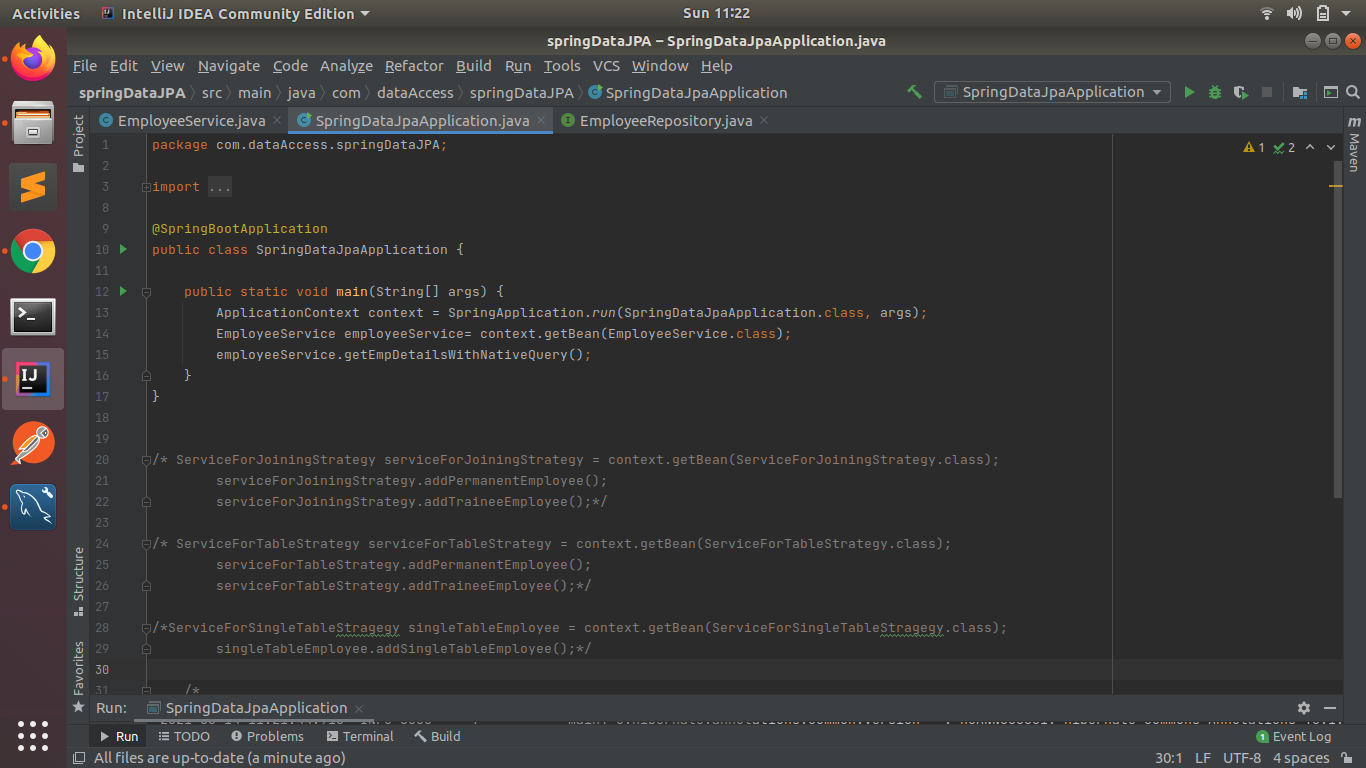 Activities IntelliJ IDEA Community Edition Sun 11:22
springDataJPA – SpringDataJpaApplication.java
File Edit View Navigate Code Analyze Refactor Build Run Tools VCS Window Help
springDataJPA src main java com dataAccess springDataJPA SpringDataJpaApplication SpringDataJpaApplication
EmployeeService.java SpringDataJpaApplication.java EmployeeRepository.java
Project
Structure
Favorites
Maven
1 package com.dataAccess.springDataJPA; 1 2
2
3 import ...
8
9 @SpringBootApplication
10 public class SpringDataJpaApplication {
11
12 public static void main(String[] args) {
13 ApplicationContext context = SpringApplication.run(SpringDataJpaApplication.class, args);
14 EmployeeService employeeService= context.getBean(EmployeeService.class);
15 employeeService.getEmpDetailsWithNativeQuery();
16 }
17 }
18
19
20 /* ServiceForJoiningStrategy serviceForJoiningStrategy = context.getBean(ServiceForJoiningStrategy.class);
21 serviceForJoiningStrategy.addPermanentEmployee();
22 serviceForJoiningStrategy.addTraineeEmployee();*/
23
24 /* ServiceForTableStrategy serviceForTableStrategy = context.getBean(ServiceForTableStrategy.class);
25 serviceForTableStrategy.addPermanentEmployee();
26 serviceForTableStrategy.addTraineeEmployee();*/
27
28 /*ServiceForSingleTableStragegy singleTableEmployee = context.getBean(ServiceForSingleTableStragegy.class);
29 singleTableEmployee.addSingleTableEmployee();*/
30
31 /*
Run: SpringDataJpaApplication
Run TODO Problems Terminal Build 1 Event Log
All files are up-to-date (a minute ago) 30:1 LF UTF-8 4 spaces